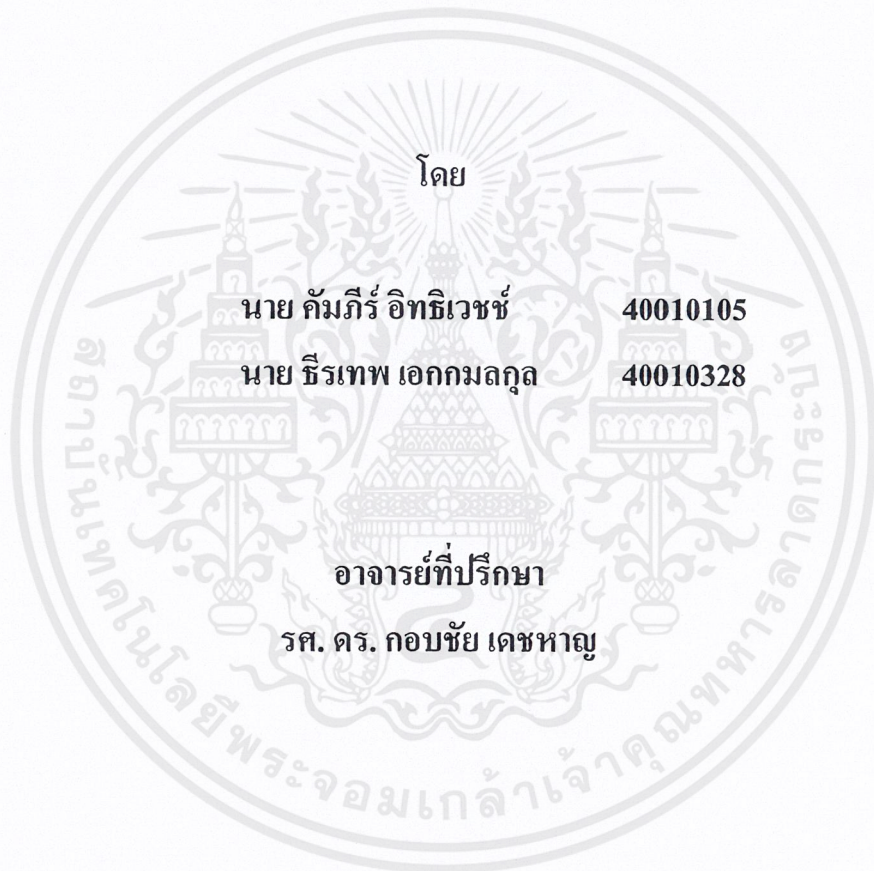 โดย
นาย คัมภีร์ อิทธิเวชช์ 40010105
นาย ธีรเทพ เอกกมลกุล 40010328
อาจารย์ที่ปรึกษา
รศ. ดร. กอบชัย เดชหาญ
สถาบันเทคโนโลยีพระจอมเกล้าเจ้าคุณทหารลาดกระบัง